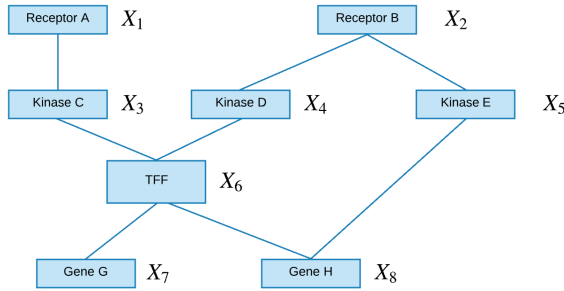 Receptor A X₁ Receptor B X₂
Kinase C X₃ Kinase D X₄ Kinase E X₅
TFF X₆
Gene G X₇ Gene H X₈